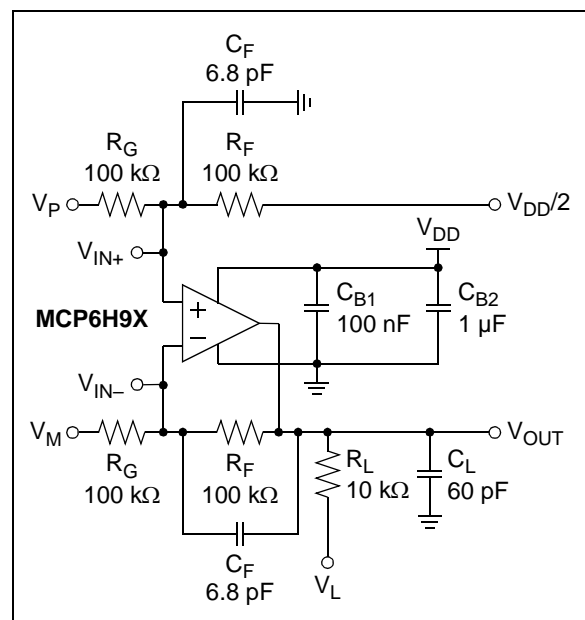 C_F
6.8 pF
R_G
100 kΩ
R_F
100 kΩ
V_P
V_DD/2
V_IN+
V_DD
MCP6H9X
+
−
C_B1
100 nF
C_B2
1 µF
V_IN–
V_M
V_OUT
R_G
100 kΩ
R_F
100 kΩ
R_L
10 kΩ
C_L
60 pF
C_F
6.8 pF
V_L